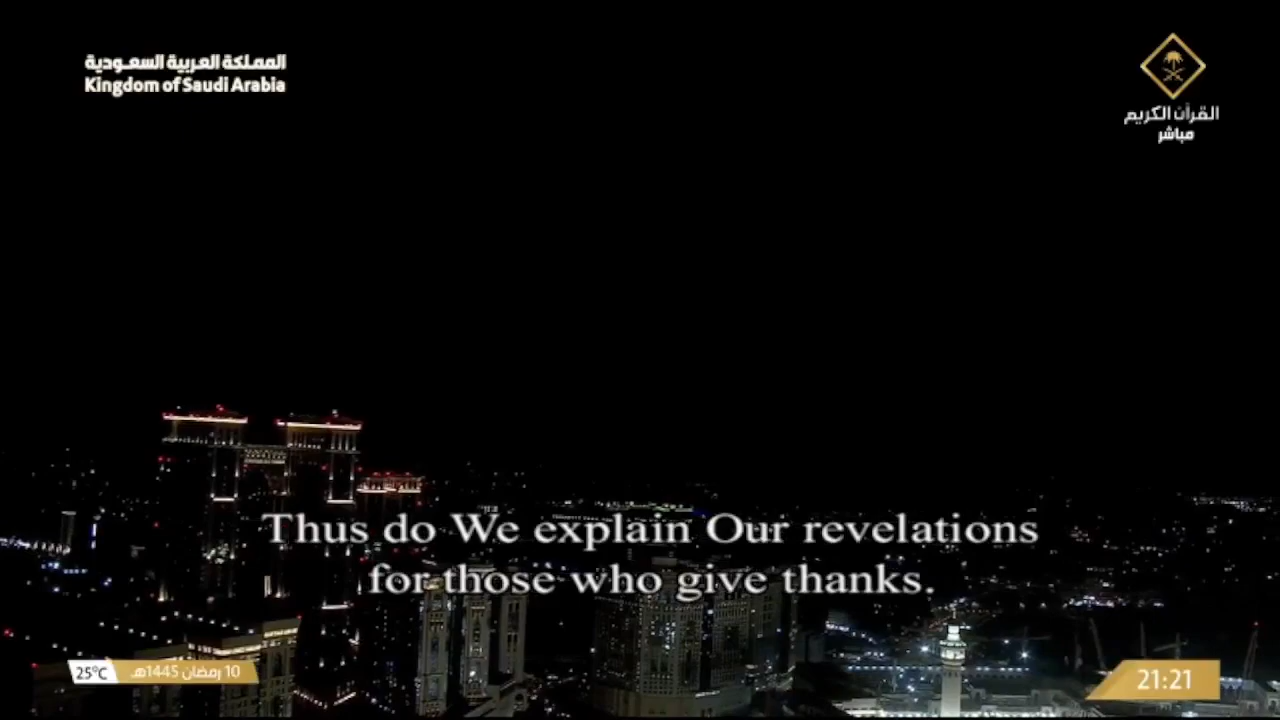 المملكة العربية السعودية
Kingdom of Saudi Arabia
القرآن الكريم
مباشر
Thus do We explain Our revelations
for those who give thanks.
25°C
10 رمضان 1445هـ
21:21